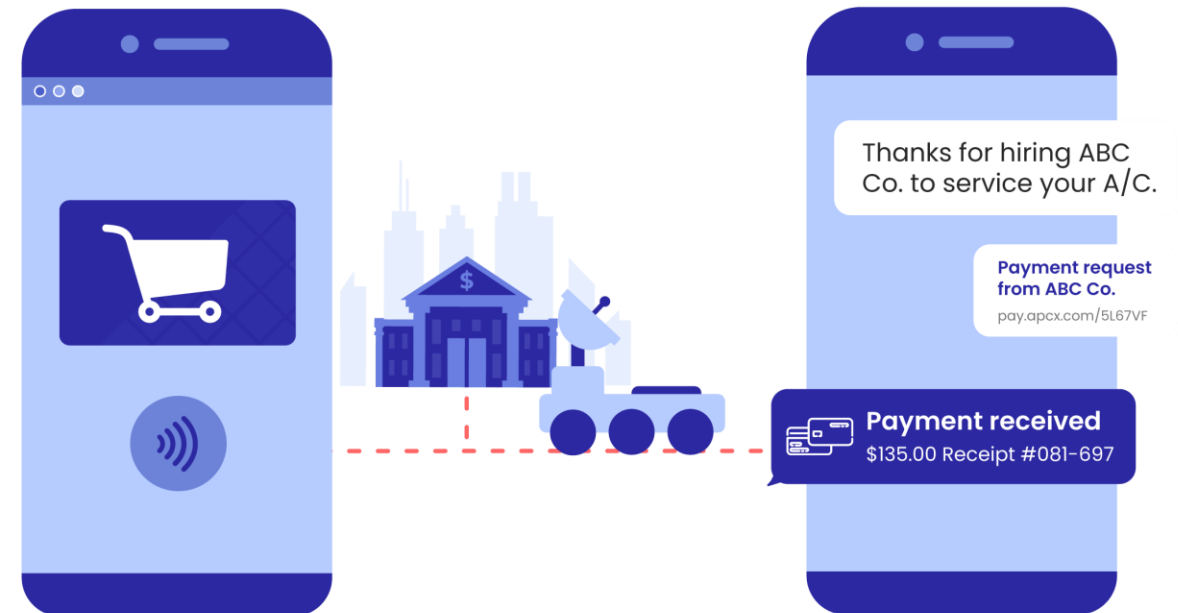 $
Thanks for hiring ABC
Co. to service your A/C.
Payment request
from ABC Co.
pay.apcx.com/5L67VF
Payment received
$135.00 Receipt #081-697